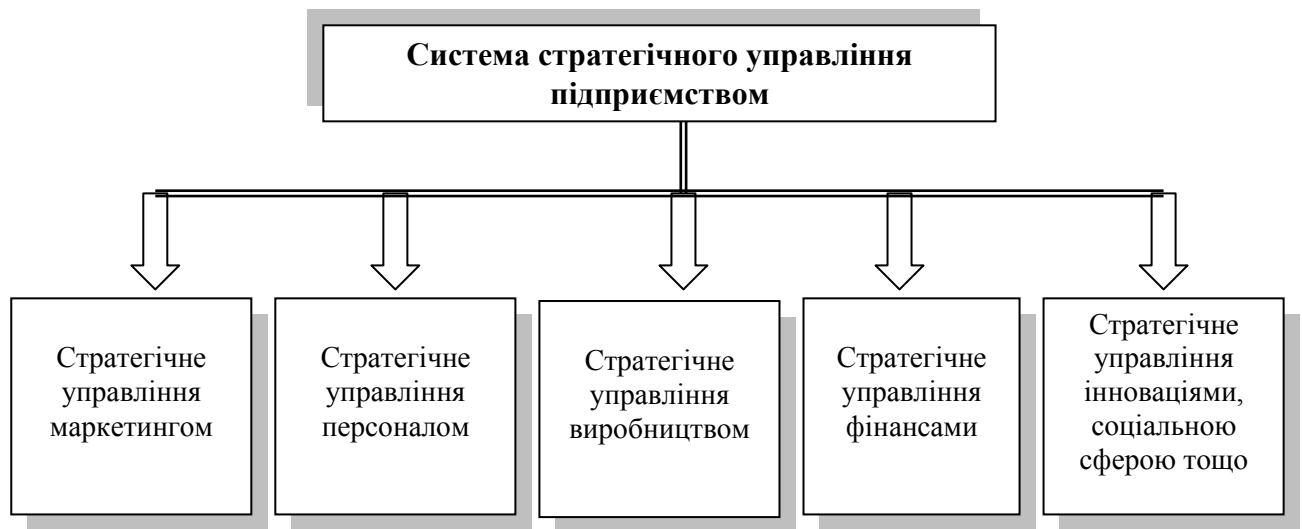 Система стратегічного управління
підприємством
Стратегічне
управління
маркетингом
Стратегічне
управління
персоналом
Стратегічне
управління
виробництвом
Стратегічне
управління
фінансами
Стратегічне
управління
інноваціями,
соціальною
сферою тощо